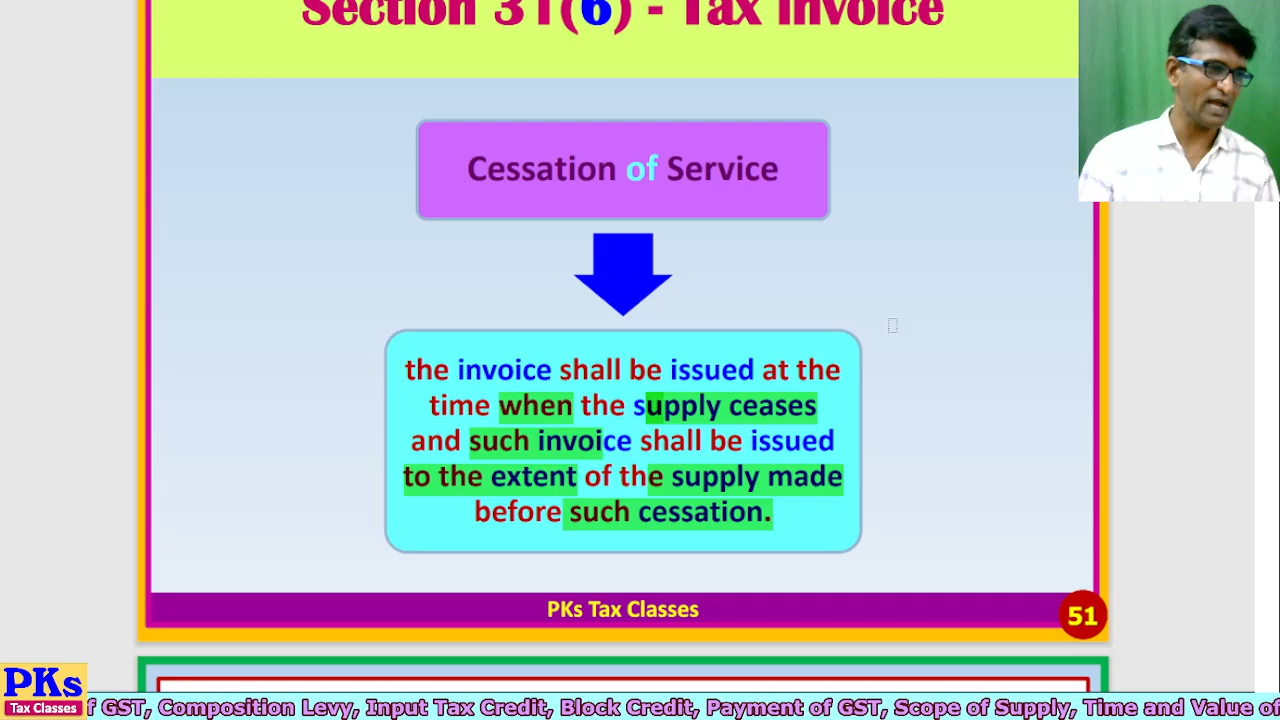 Section 31(6) - Tax Invoice
Cessation of Service
the invoice shall be issued at the
time when the supply ceases
and such invoice shall be issued
to the extent of the supply made
before such cessation.
PKs Tax Classes
51
PKs
Tax Classes
f GST, Composition Levy, Input Tax Credit, Block Credit, Payment of GST, Scope of Supply, Time and Value of